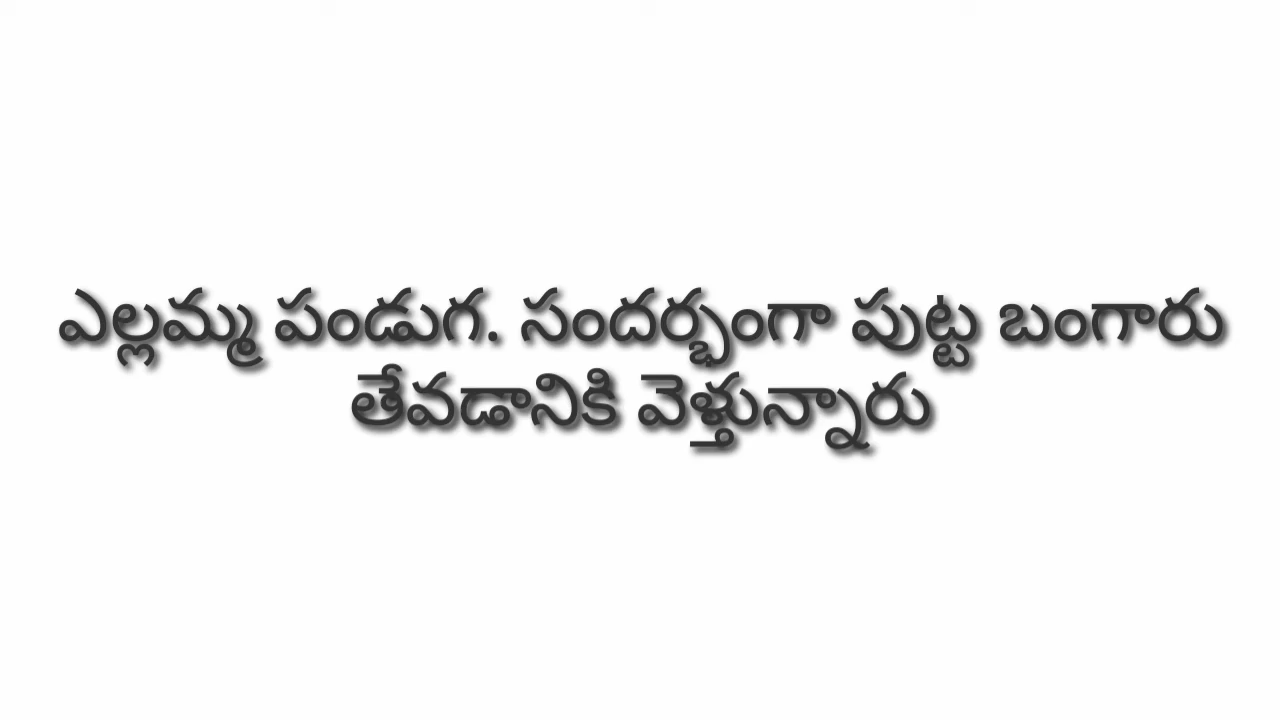 ఎల్లమ్మ పండుగ. సందర్భంగా పుట్ట బంగారు
తేవడానికి వెళ్తున్నారు